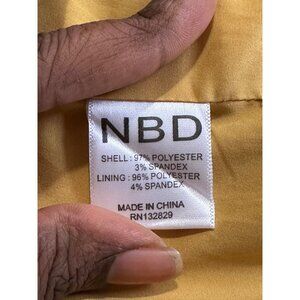 NBD
SHELL: 97% POLYESTER
3% SPANDEX
LINING: 96% POLYESTER
4% SPANDEX
MADE IN CHINA
RN132829